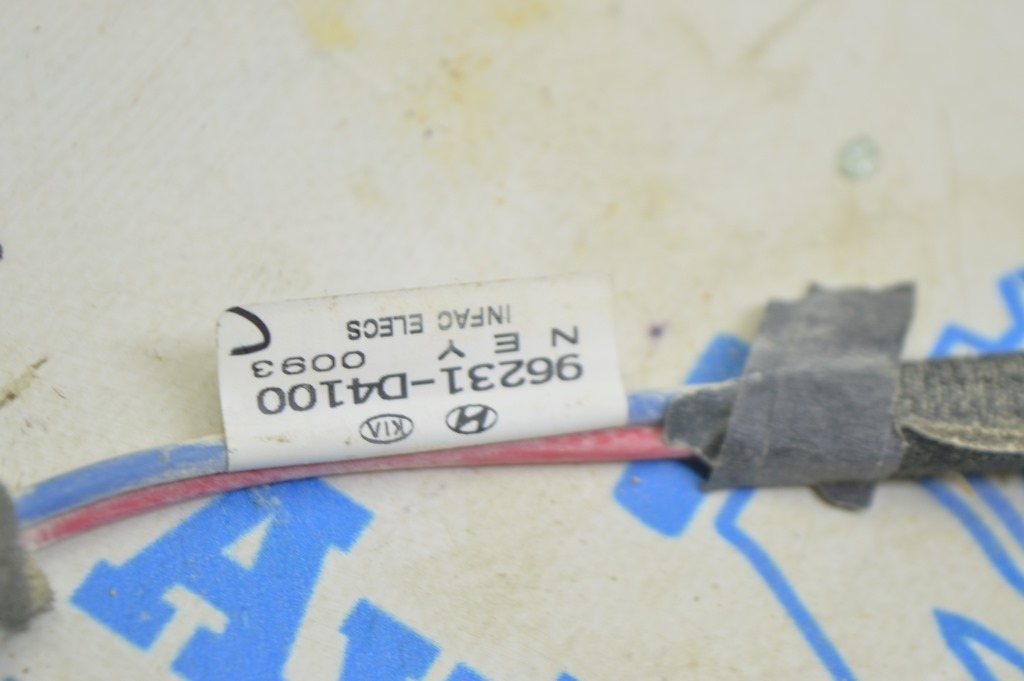 KIA
96231-D4100
N E Y 0093
INFAC ELECS
A